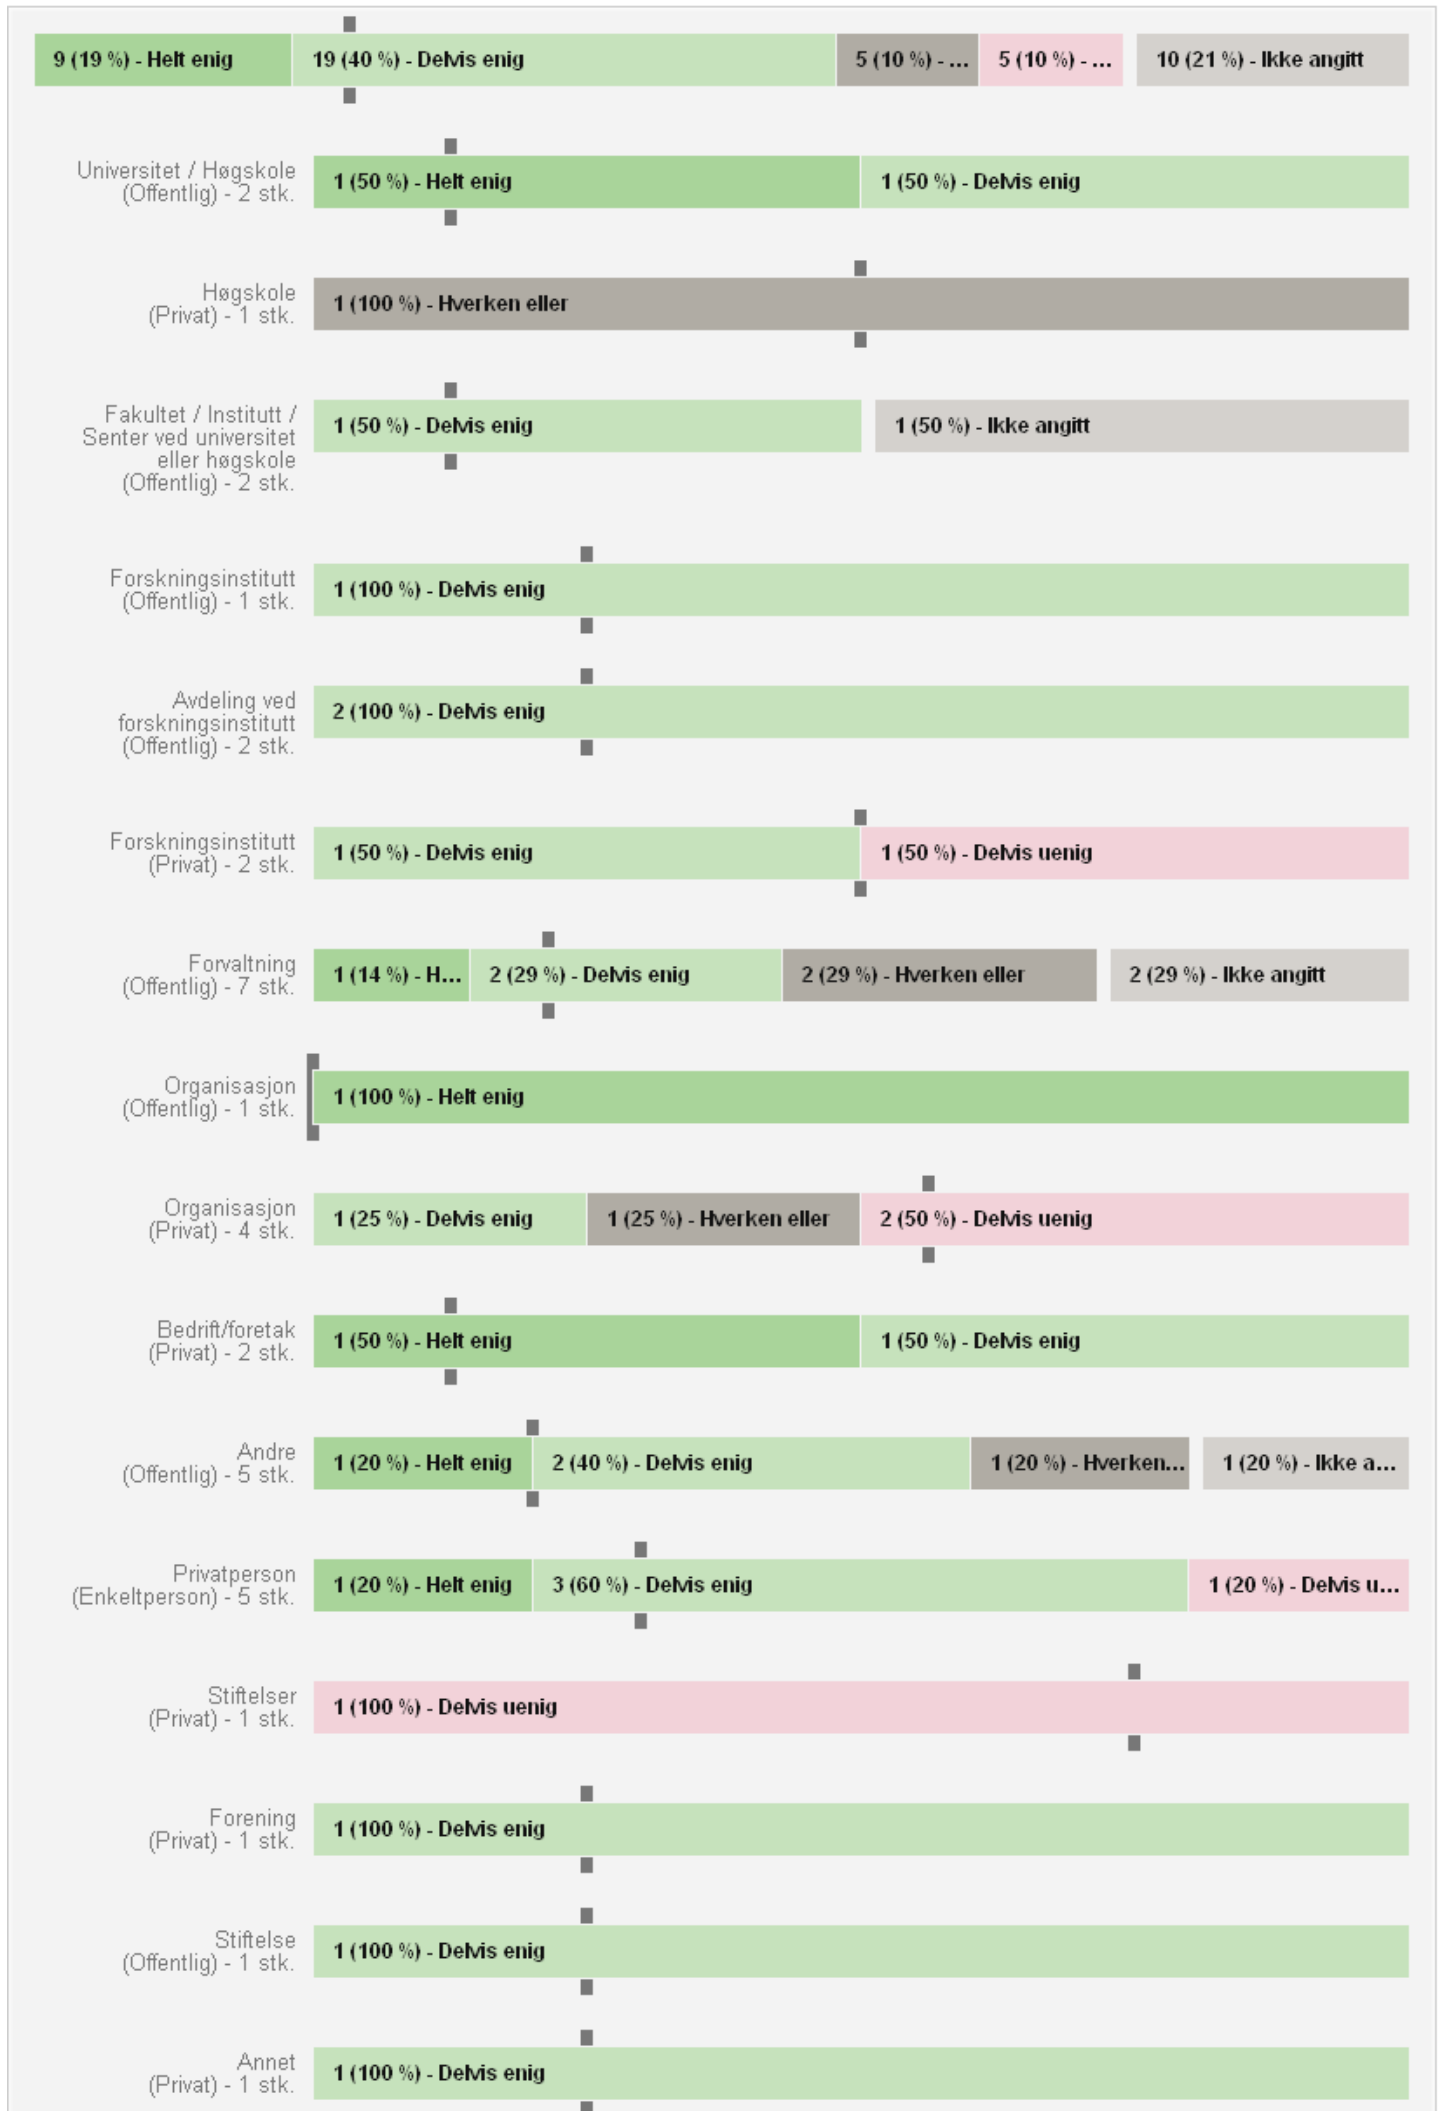 9 (19 %) - Helt enig 19 (40 %) - Delvis enig 5 (10 %) - ... 5 (10 %) - ... 10 (21 %) - Ikke angitt
Universitet / Høgskole
(Offentlig) - 2 stk.
1 (50 %) - Helt enig 1 (50 %) - Delvis enig
Høgskole
(Privat) - 1 stk.
1 (100 %) - Hverken eller
Fakultet / Institutt /
Senter ved universitet
eller høgskole
(Offentlig) - 2 stk.
1 (50 %) - Delvis enig 1 (50 %) - Ikke angitt
Forskningsinstitutt
(Offentlig) - 1 stk.
1 (100 %) - Delvis enig
Avdeling ved
forskningsinstitutt
(Offentlig) - 2 stk.
2 (100 %) - Delvis enig
Forskningsinstitutt
(Privat) - 2 stk.
1 (50 %) - Delvis enig 1 (50 %) - Delvis uenig
Forvaltning
(Offentlig) - 7 stk.
1 (14 %) - H... 2 (29 %) - Delvis enig 2 (29 %) - Hverken eller 2 (29 %) - Ikke angitt
Organisasjon
(Offentlig) - 1 stk.
1 (100 %) - Helt enig
Organisasjon
(Privat) - 4 stk.
1 (25 %) - Delvis enig 1 (25 %) - Hverken eller 2 (50 %) - Delvis uenig
Bedrift/foretak
(Privat) - 2 stk.
1 (50 %) - Helt enig 1 (50 %) - Delvis enig
Andre
(Offentlig) - 5 stk.
1 (20 %) - Helt enig 2 (40 %) - Delvis enig 1 (20 %) - Hverken... 1 (20 %) - Ikke a...
Privatperson
(Enkeltperson) - 5 stk.
1 (20 %) - Helt enig 3 (60 %) - Delvis enig 1 (20 %) - Delvis u...
Stiftelser
(Privat) - 1 stk.
1 (100 %) - Delvis uenig
Forening
(Privat) - 1 stk.
1 (100 %) - Delvis enig
Stiftelse
(Offentlig) - 1 stk.
1 (100 %) - Delvis enig
Annet
(Privat) - 1 stk.
1 (100 %) - Delvis enig